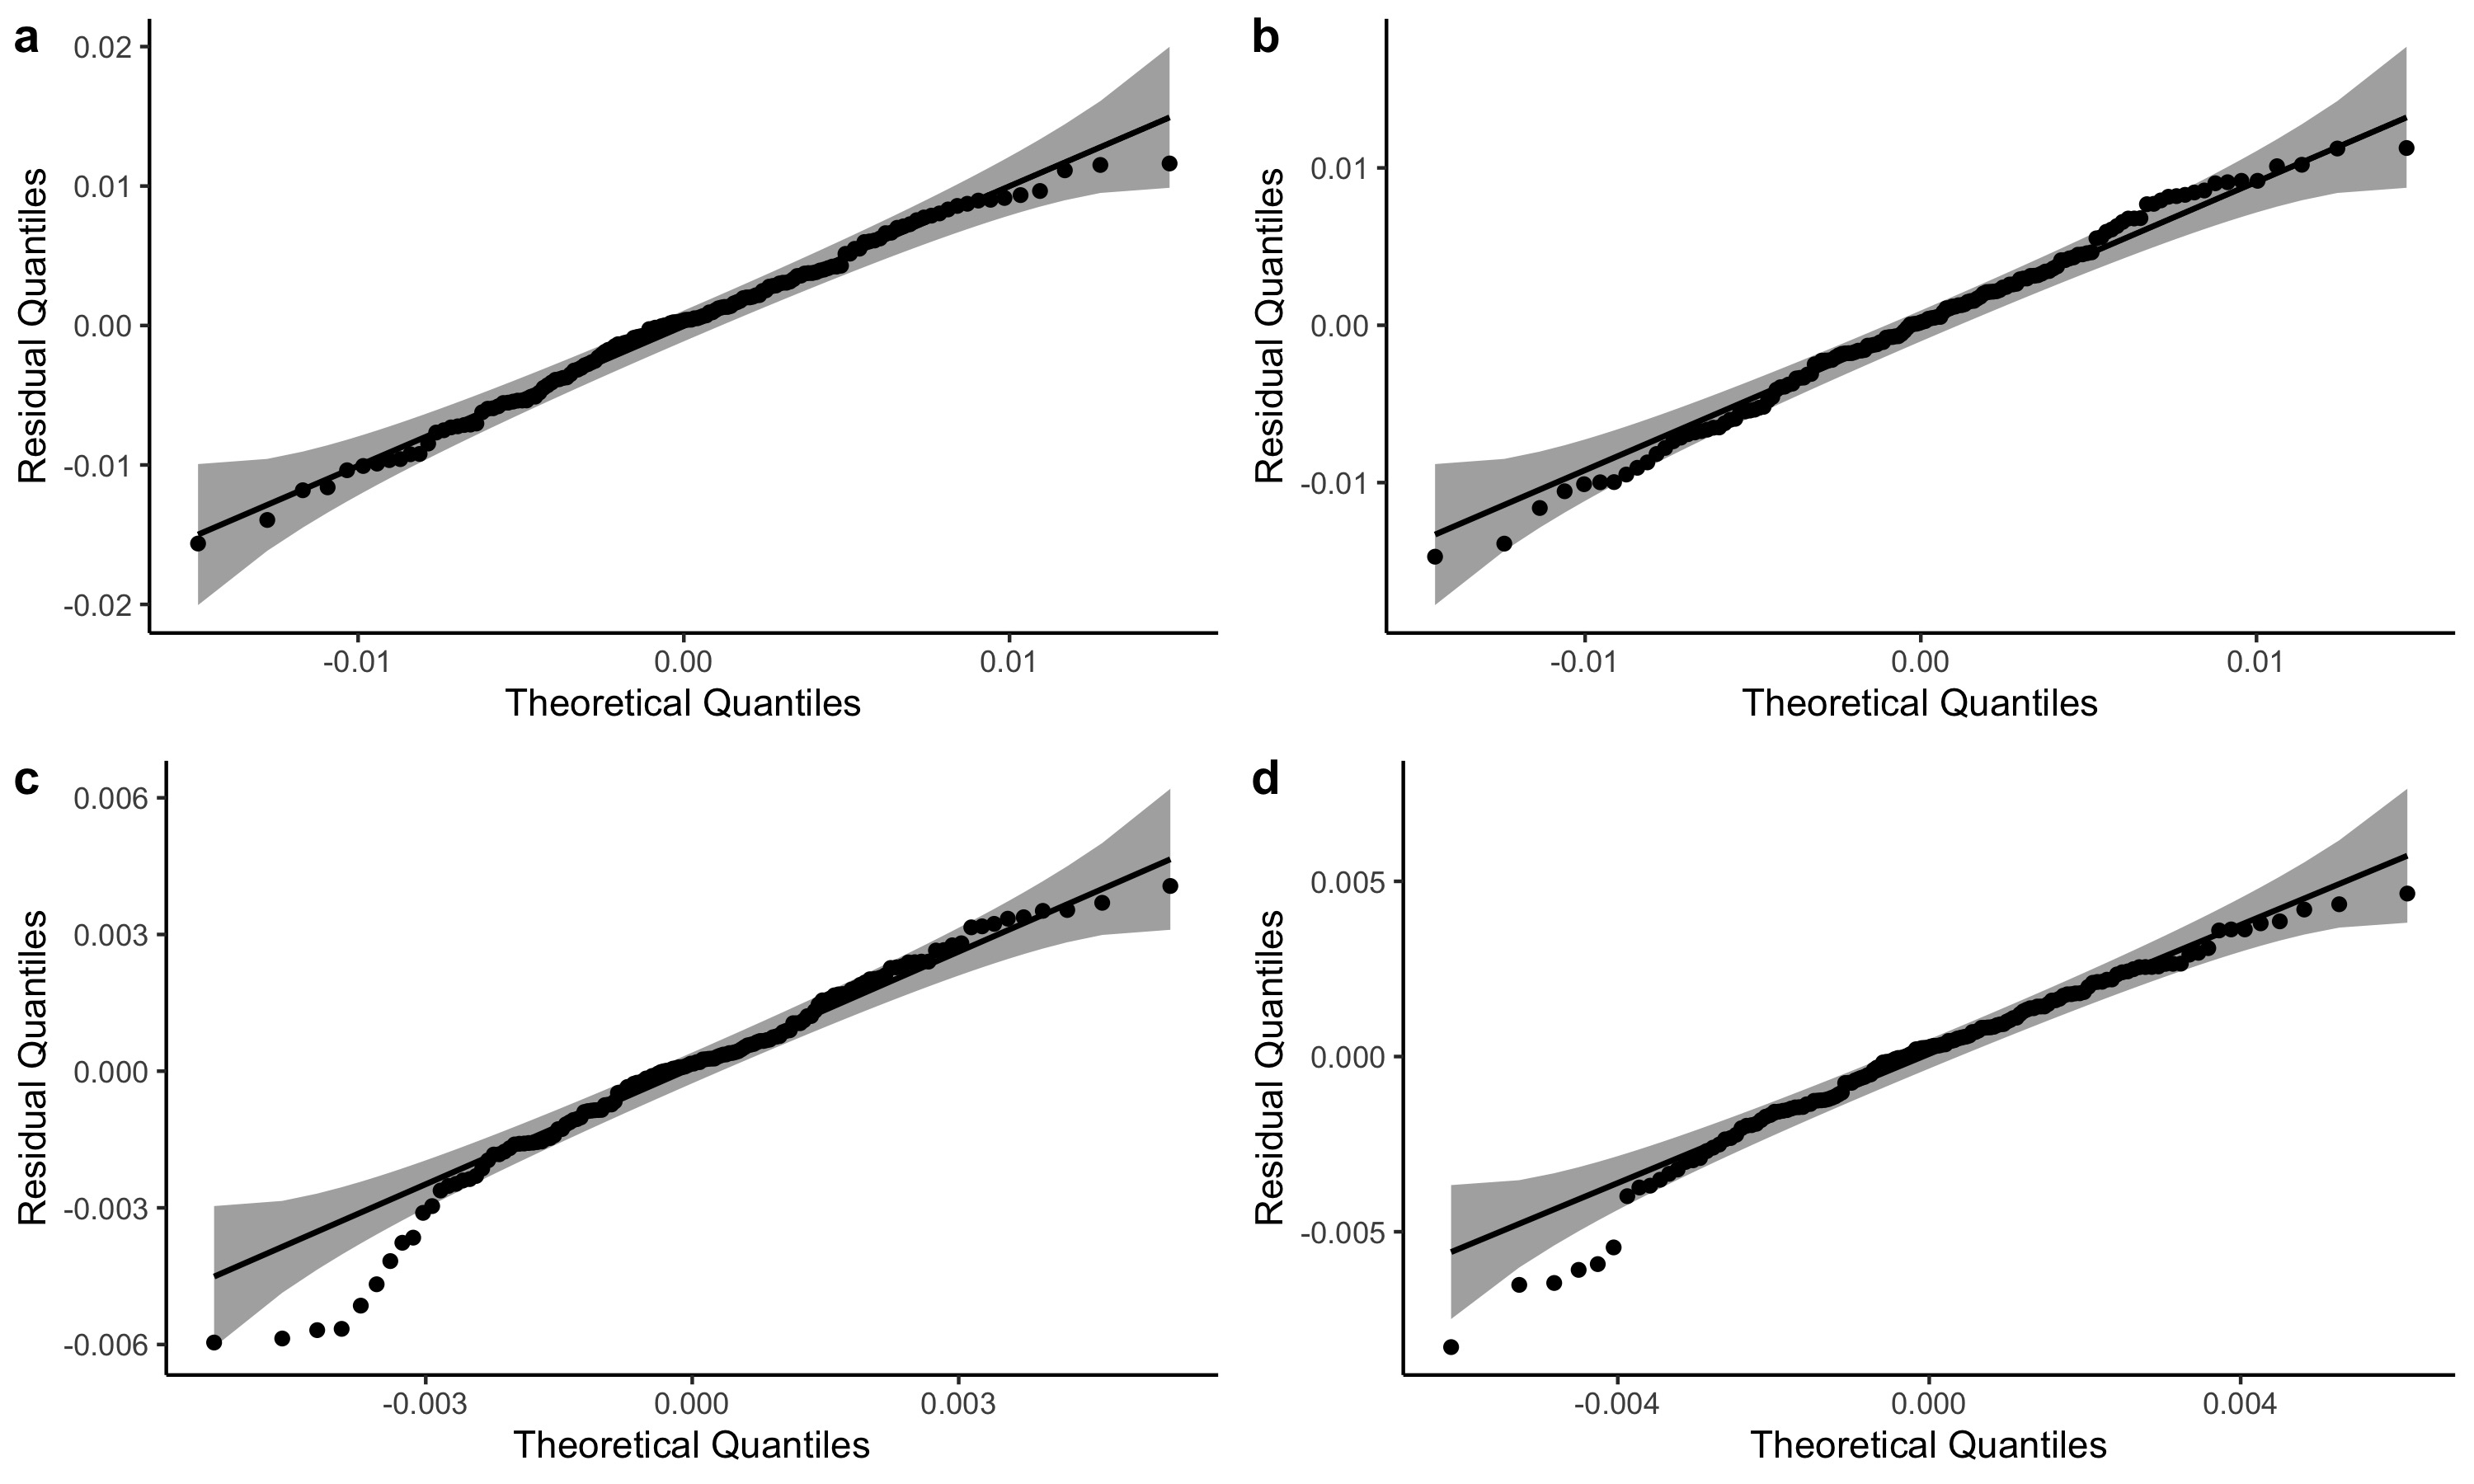 a
0.02
0.01
0.00
-0.01
-0.02
Residual Quantiles
-0.01 0.00 0.01
Theoretical Quantiles
b
0.01
0.00
-0.01
Residual Quantiles
-0.01 0.00 0.01
Theoretical Quantiles
c
0.006
0.003
0.000
-0.003
-0.006
Residual Quantiles
-0.003 0.000 0.003
Theoretical Quantiles
d
0.005
0.000
-0.005
Residual Quantiles
-0.004 0.000 0.004
Theoretical Quantiles